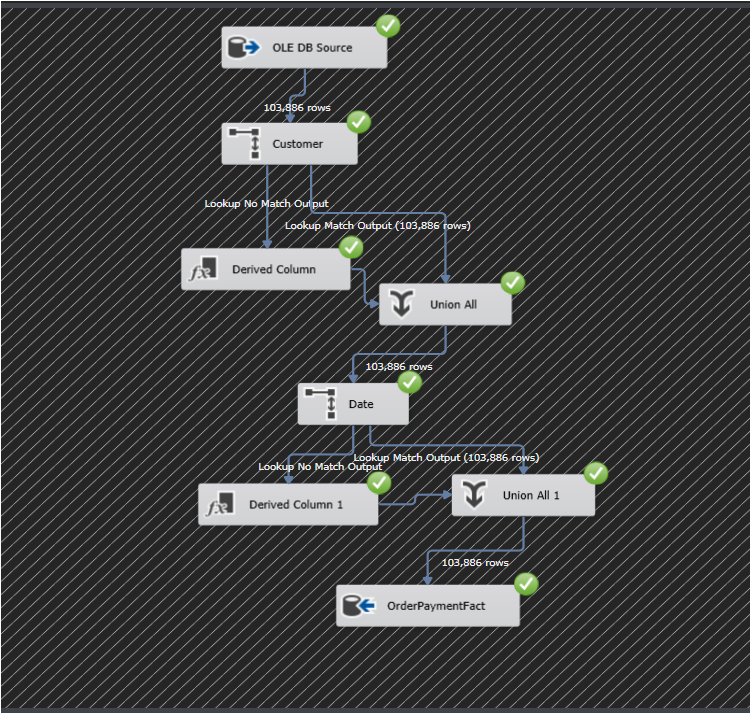 OLE DB Source
103,886 rows
Customer
Lookup No Match Output
Lookup Match Output (103,886 rows)
fx
Derived Column
Union All
103,886 rows
Date
Lookup Match Output (103,886 rows)
Lookup No Match Output
fx
Derived Column 1
Union All 1
103,886 rows
OrderPaymentFact